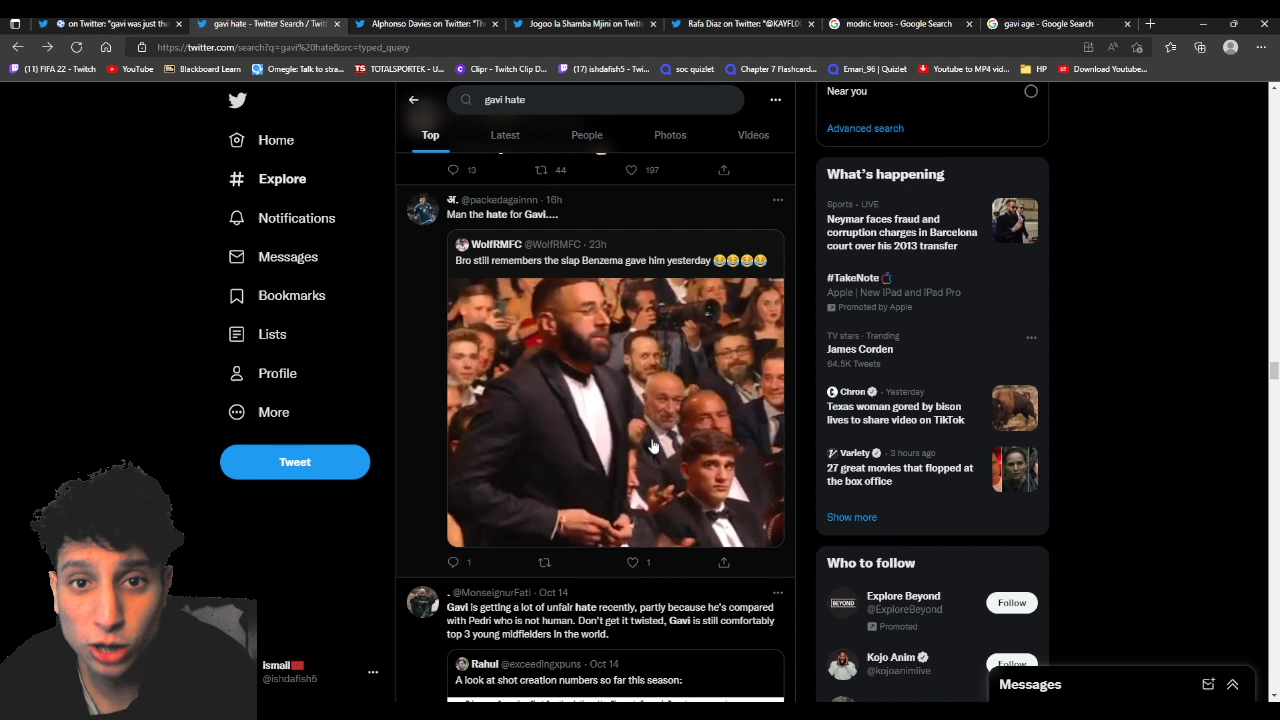 on Twitter: "gavi was just the
gavi hate - Twitter Search / Twitt
Alphonso Davies on Twitter: "The
Jogoo la Shamba Mjini on Twitt
Rafa Diaz on Twitter: "@KAYFL0
modric kroos - Google Search
gavi age - Google Search
https://twitter.com/search?q=gavi%20hate&src=typed_query
(11) FIFA 22 - Twitch
YouTube
Blackboard Learn
Omegle: Talk to stra...
TOTALSPORTEK - U...
Clipr - Twitch Clip D...
(17) ishdafish5 - Twi...
soc quizlet
Chapter 7 Flashcard...
Emari_96 | Quizlet
Youtube to MP4 vid...
HP
Download Youtube...
Home
Explore
Notifications
Messages
Bookmarks
Lists
Profile
More
Tweet
ismail
@ishdafish5
gavi hate
Top
Latest
People
Photos
Videos
13
44
197
अ. @packedagainnn · 16h
Man the hate for Gavi....
WolfRMFC @WolfRMFC · 23h
Bro still remembers the slap Benzema gave him yesterday 😂😂😂😂
1
1
. @MonseignurFati · Oct 14
Gavi is getting a lot of unfair hate recently, partly because he's compared
with Pedri who is not human. Don't get it twisted, Gavi is still comfortably
top 3 young midfielders in the world.
Rahul @exceedingxpuns · Oct 14
A look at shot creation numbers so far this season:
Near you
Advanced search
What's happening
Sports · LIVE
Neymar faces fraud and
corruption charges in Barcelona
court over his 2013 transfer
#TakeNote
Apple | New iPad and iPad Pro
Promoted by Apple
TV stars · Trending
James Corden
64.5K Tweets
Chron · Yesterday
Texas woman gored by bison
lives to share video on TikTok
Variety · 3 hours ago
27 great movies that flopped at
the box office
Show more
Who to follow
BEYOND
Explore Beyond
@ExploreBeyond
Promoted
Follow
Kojo Anim
@kojoanimlive
Follow
Messages